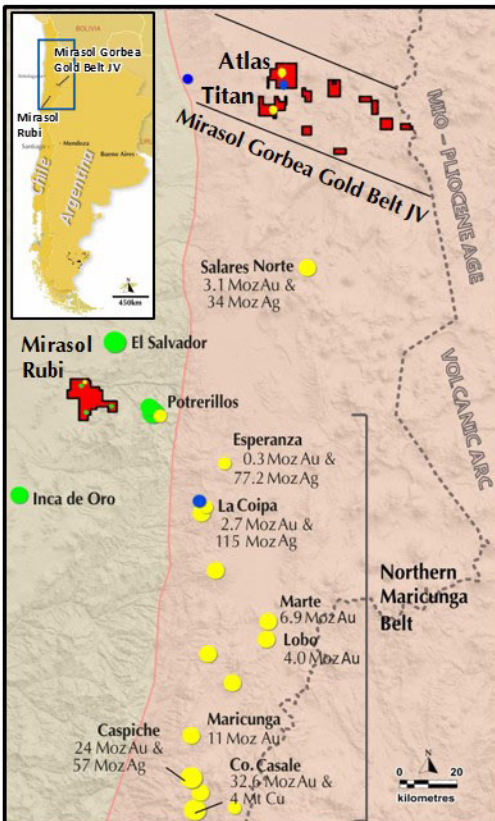 BOLIVIA
Mirasol Gorbea
Gold Belt JV
Mirasol
Rubi
Santiago
Mendoza
Buenos Aires
Chile
Argentina
N
450km
Atlas
Titan
Mirasol Gorbea Gold Belt JV
MIO - PLIOCENE AGE
VOLCANIC ARC
Salares Norte
3.1 Moz Au &
34 Moz Ag
Mirasol
Rubi
El Salvador
Potrerillos
Esperanza
0.3 Moz Au &
77.2 Moz Ag
Inca de Oro
La Coipa
2.7 Moz Au &
115 Moz Ag
Northern
Maricunga
Belt
Marte
6.9 Moz Au
Lobo
4.0 Moz Au
Maricunga
11 Moz Au
Caspiche
24 Moz Au &
57 Moz Ag
Co. Casale
32.6 Moz Au &
4 Mt Cu
N
0 20
kilometres